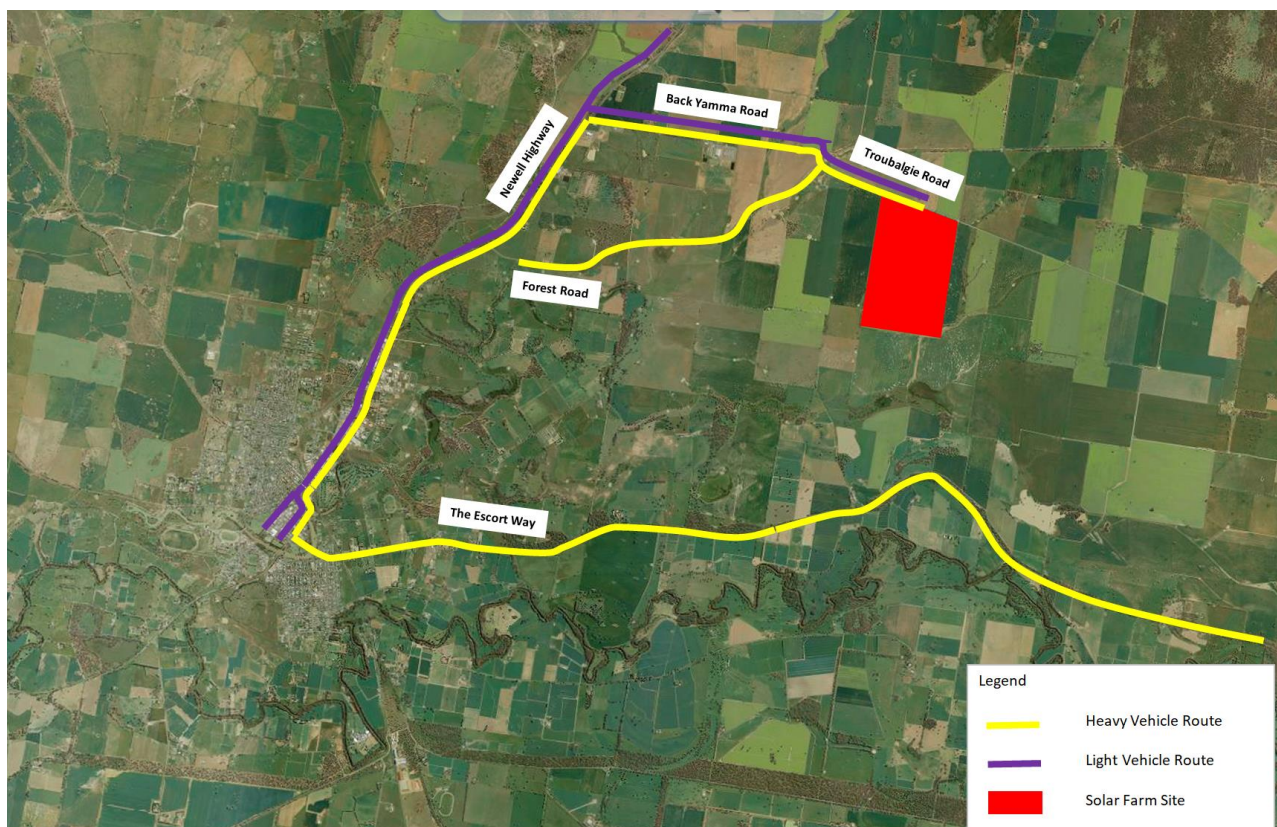 Back Yamma Road
Newell Highway
Troubalgie Road
Forest Road
The Escort Way
Legend
Heavy Vehicle Route
Light Vehicle Route
Solar Farm Site